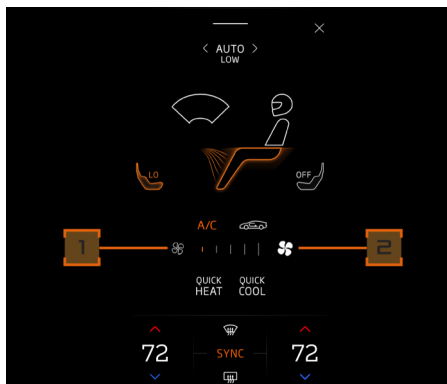 < AUTO >
LOW
LO
OFF
A/C
1
2
QUICK HEAT
QUICK COOL
72
SYNC
72